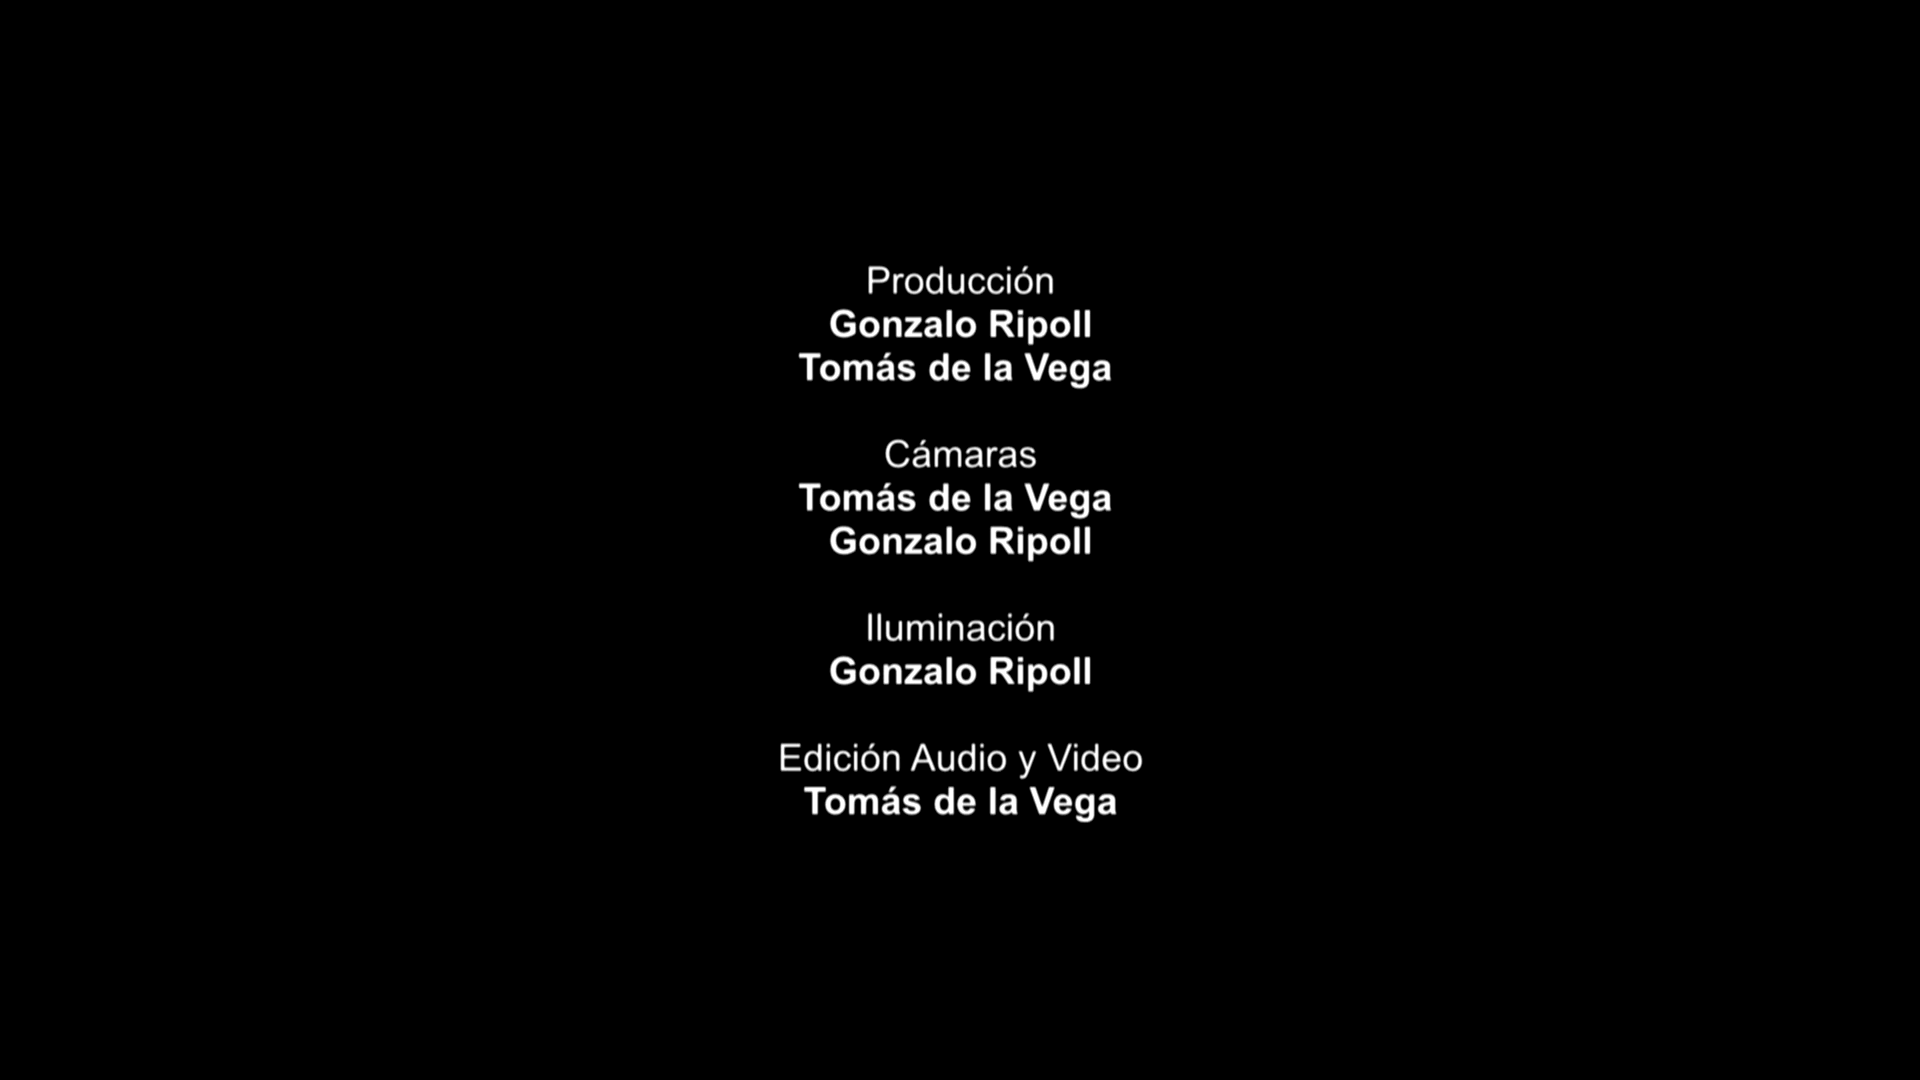 Producción
Gonzalo Ripoll
Tomás de la Vega
Cámaras
Tomás de la Vega
Gonzalo Ripoll
Iluminación
Gonzalo Ripoll
Edición Audio y Video
Tomás de la Vega